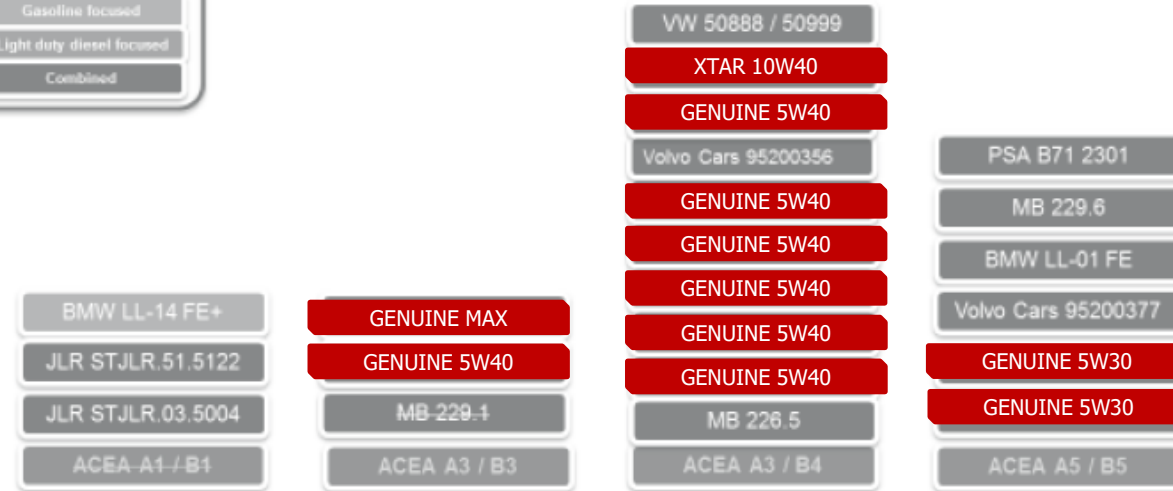 Gasoline focused
Light duty diesel focused
Combined
BMW LL-14 FE+
JLR STJLR.51.5122
JLR STJLR.03.5004
ACEA A1 / B1
GENUINE MAX
GENUINE 5W40
MB 229.1
ACEA A3 / B3
VW 50888 / 50999
XTAR 10W40
GENUINE 5W40
Volvo Cars 95200356
GENUINE 5W40
GENUINE 5W40
GENUINE 5W40
GENUINE 5W40
GENUINE 5W40
MB 226.5
ACEA A3 / B4
PSA B71 2301
MB 229.6
BMW LL-01 FE
Volvo Cars 95200377
GENUINE 5W30
GENUINE 5W30
ACEA A5 / B5